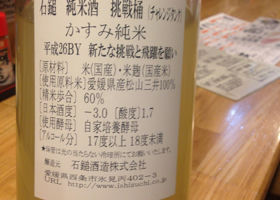 石鎚 純米酒 挑戦桶 (チャレンジタンク)
かすみ純米
平成26BY 新たな挑戦と飛躍を願い
【原材料】 米(国産)・米麹(国産米)
【使用原料米】愛媛県産松山三井100%
【精米歩合】60%
【日本酒度】-3.0 【酸度】1.7
【使用酵母】 自家培養酵母
【アルコール分】 17度以上18度未満
醸造元 石鎚酒造株式会社
愛媛県西条市氷見丙402-3
URL http://www.ishizuchi.co.jp